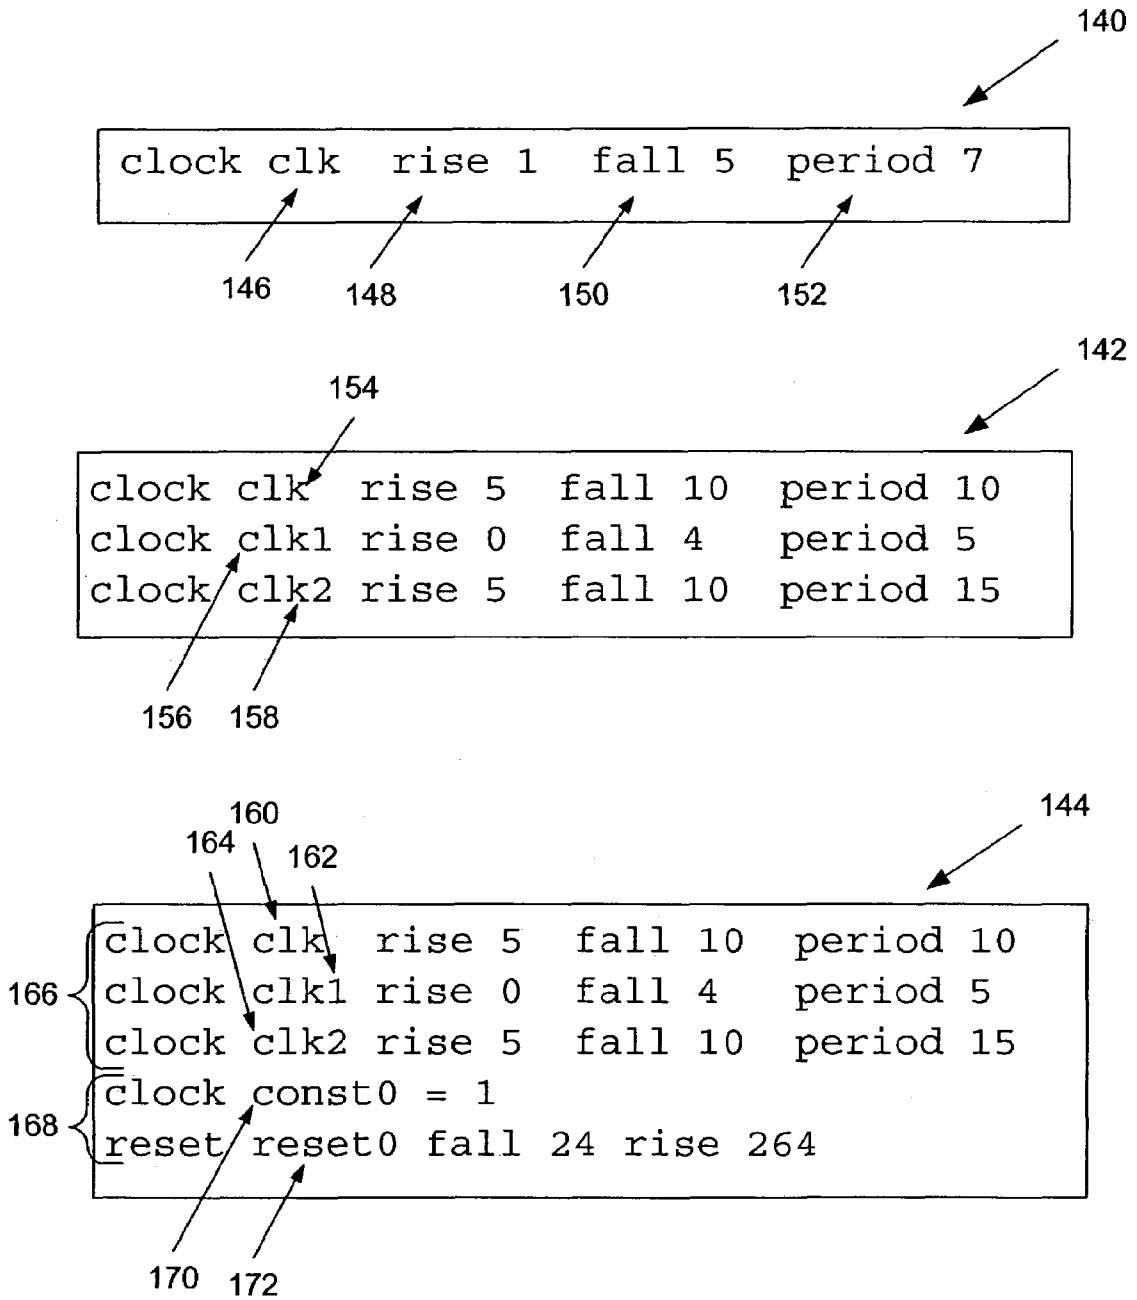 140
clock clk rise 1 fall 5 period 7
146 148 150 152
142
154
clock clk rise 5 fall 10 period 10
clock clk1 rise 0 fall 4 period 5
clock clk2 rise 5 fall 10 period 15
156 158
160
144
164 162
clock clk rise 5 fall 10 period 10
166 clock clk1 rise 0 fall 4 period 5
clock clk2 rise 5 fall 10 period 15
clock const0 = 1
168
reset reset0 fall 24 rise 264
170 172